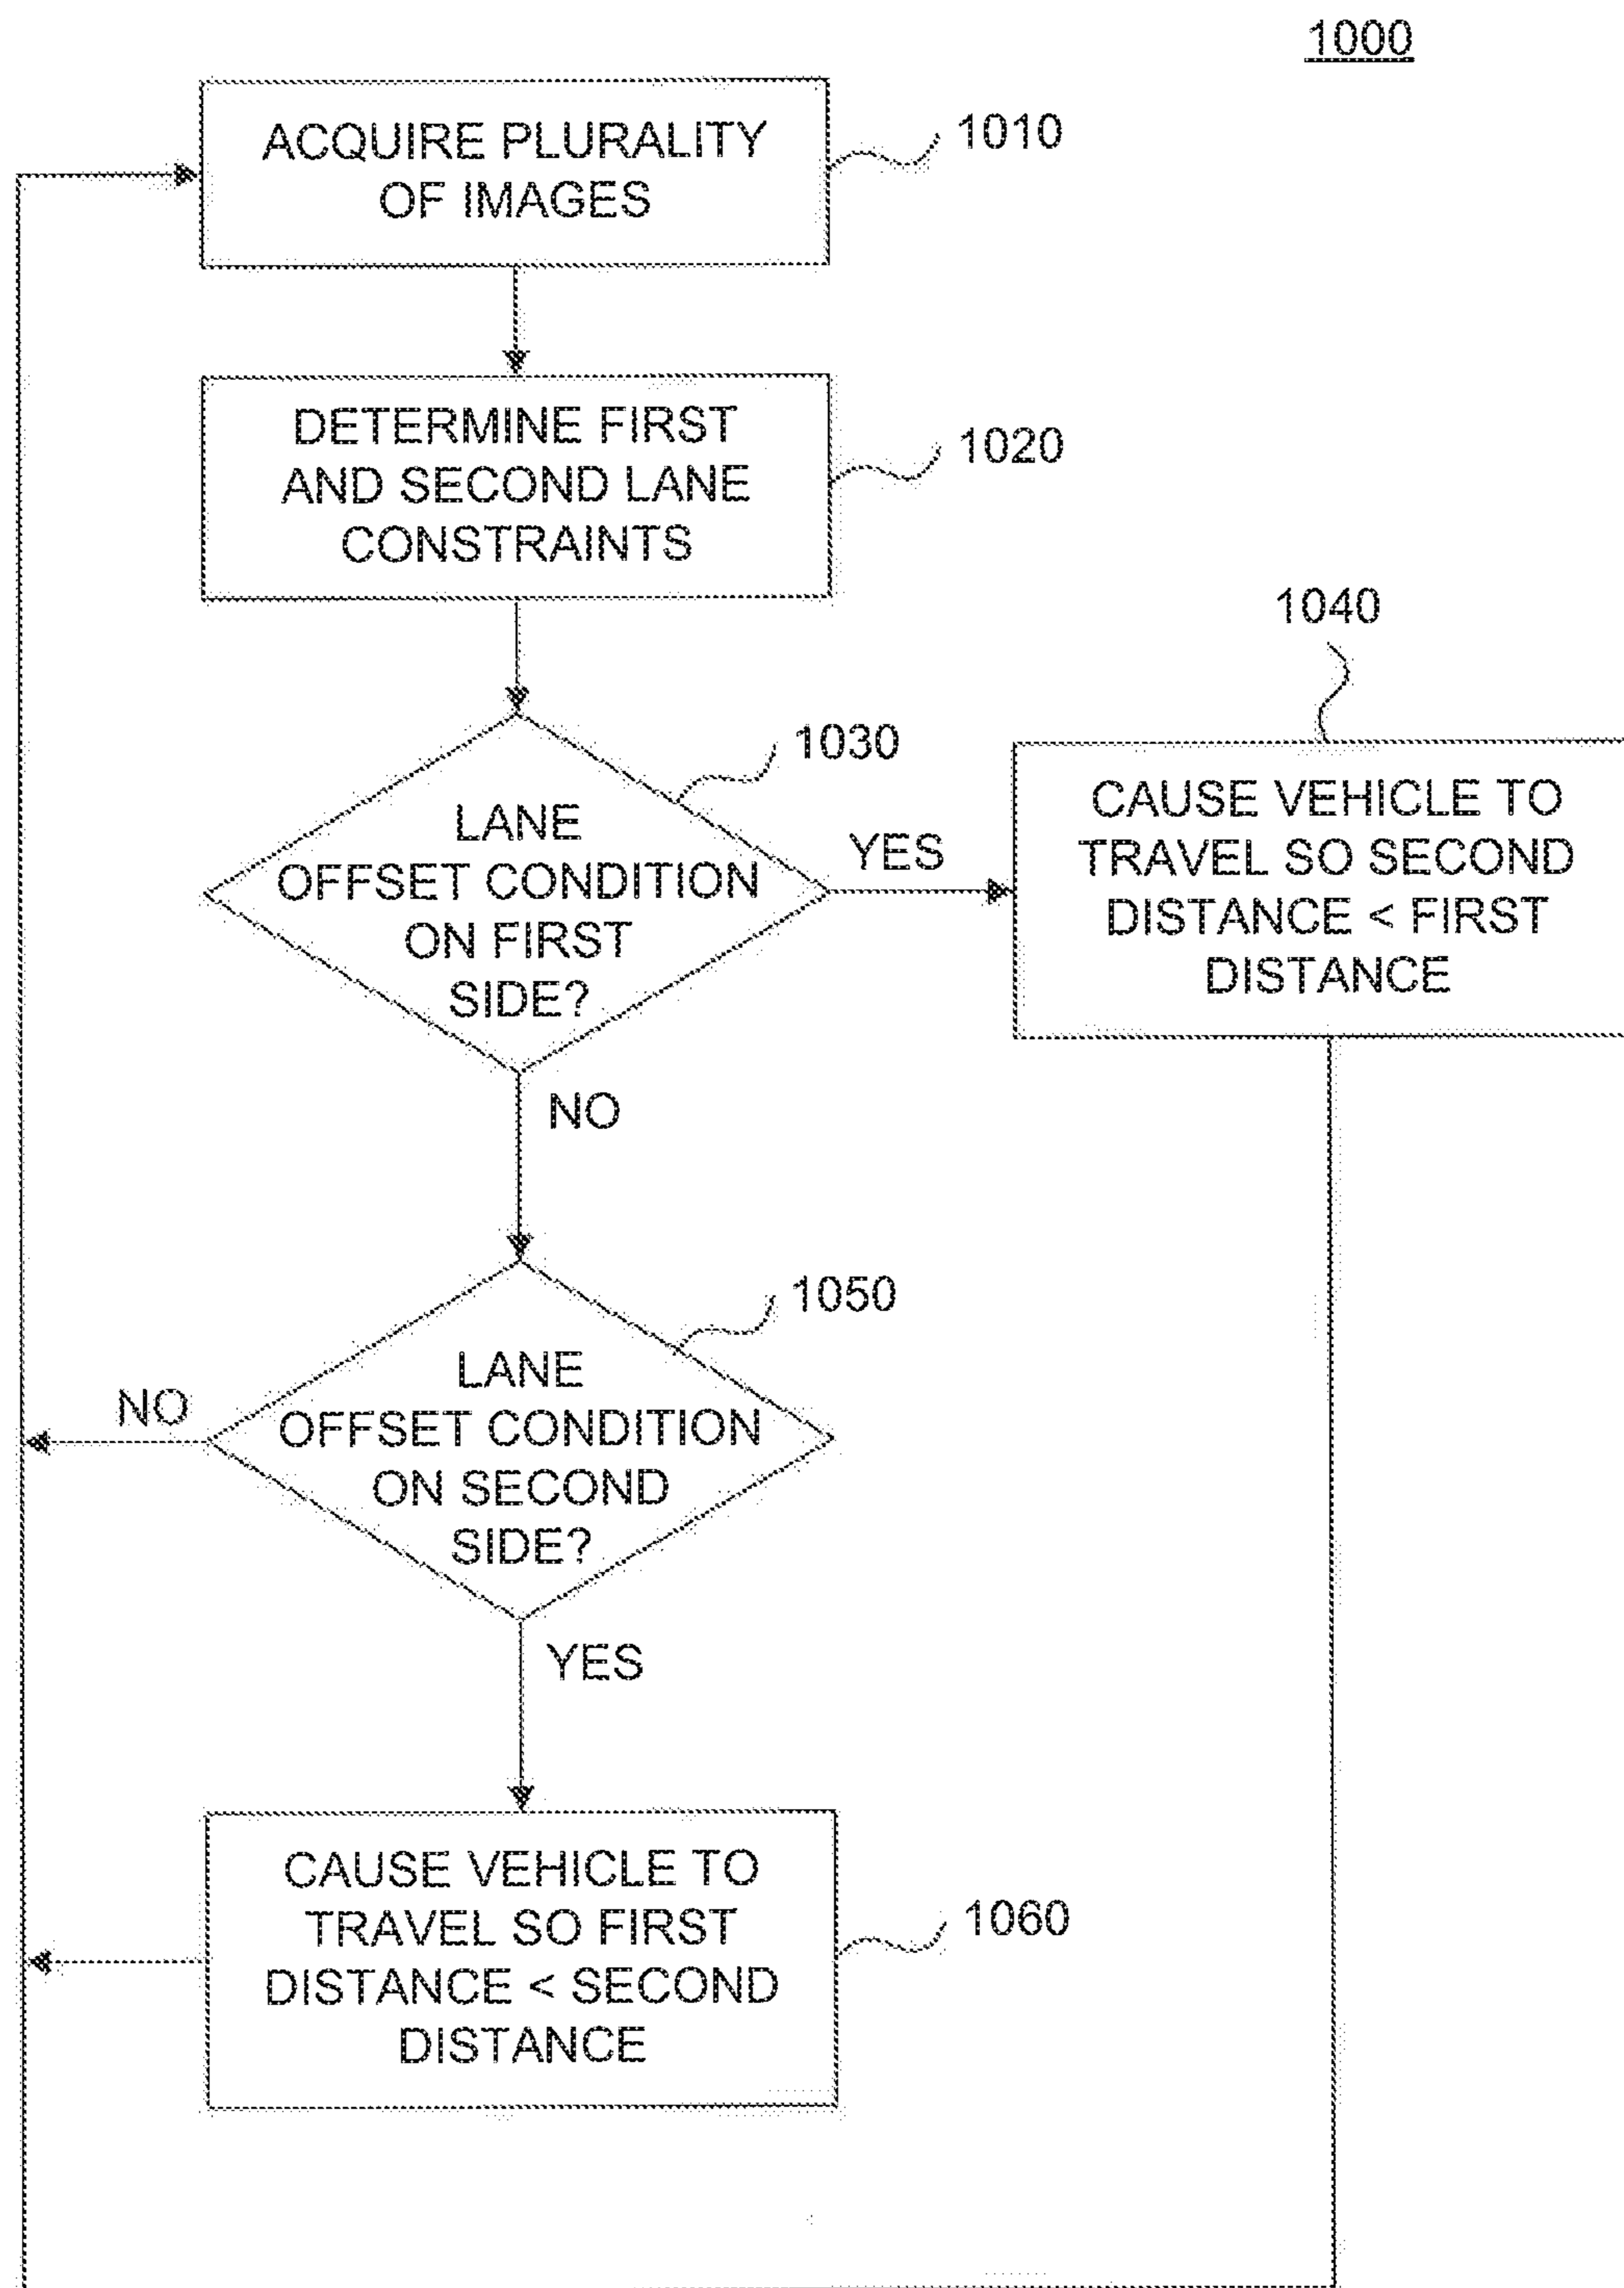 1000
ACQUIRE PLURALITY
OF IMAGES
1010
DETERMINE FIRST
AND SECOND LANE
CONSTRAINTS
1020
LANE
OFFSET CONDITION
ON FIRST
SIDE?
1030
YES
1040
CAUSE VEHICLE TO
TRAVEL SO SECOND
DISTANCE < FIRST
DISTANCE
NO
LANE
OFFSET CONDITION
ON SECOND
SIDE?
1050
NO
YES
CAUSE VEHICLE TO
TRAVEL SO FIRST
DISTANCE < SECOND
DISTANCE
1060